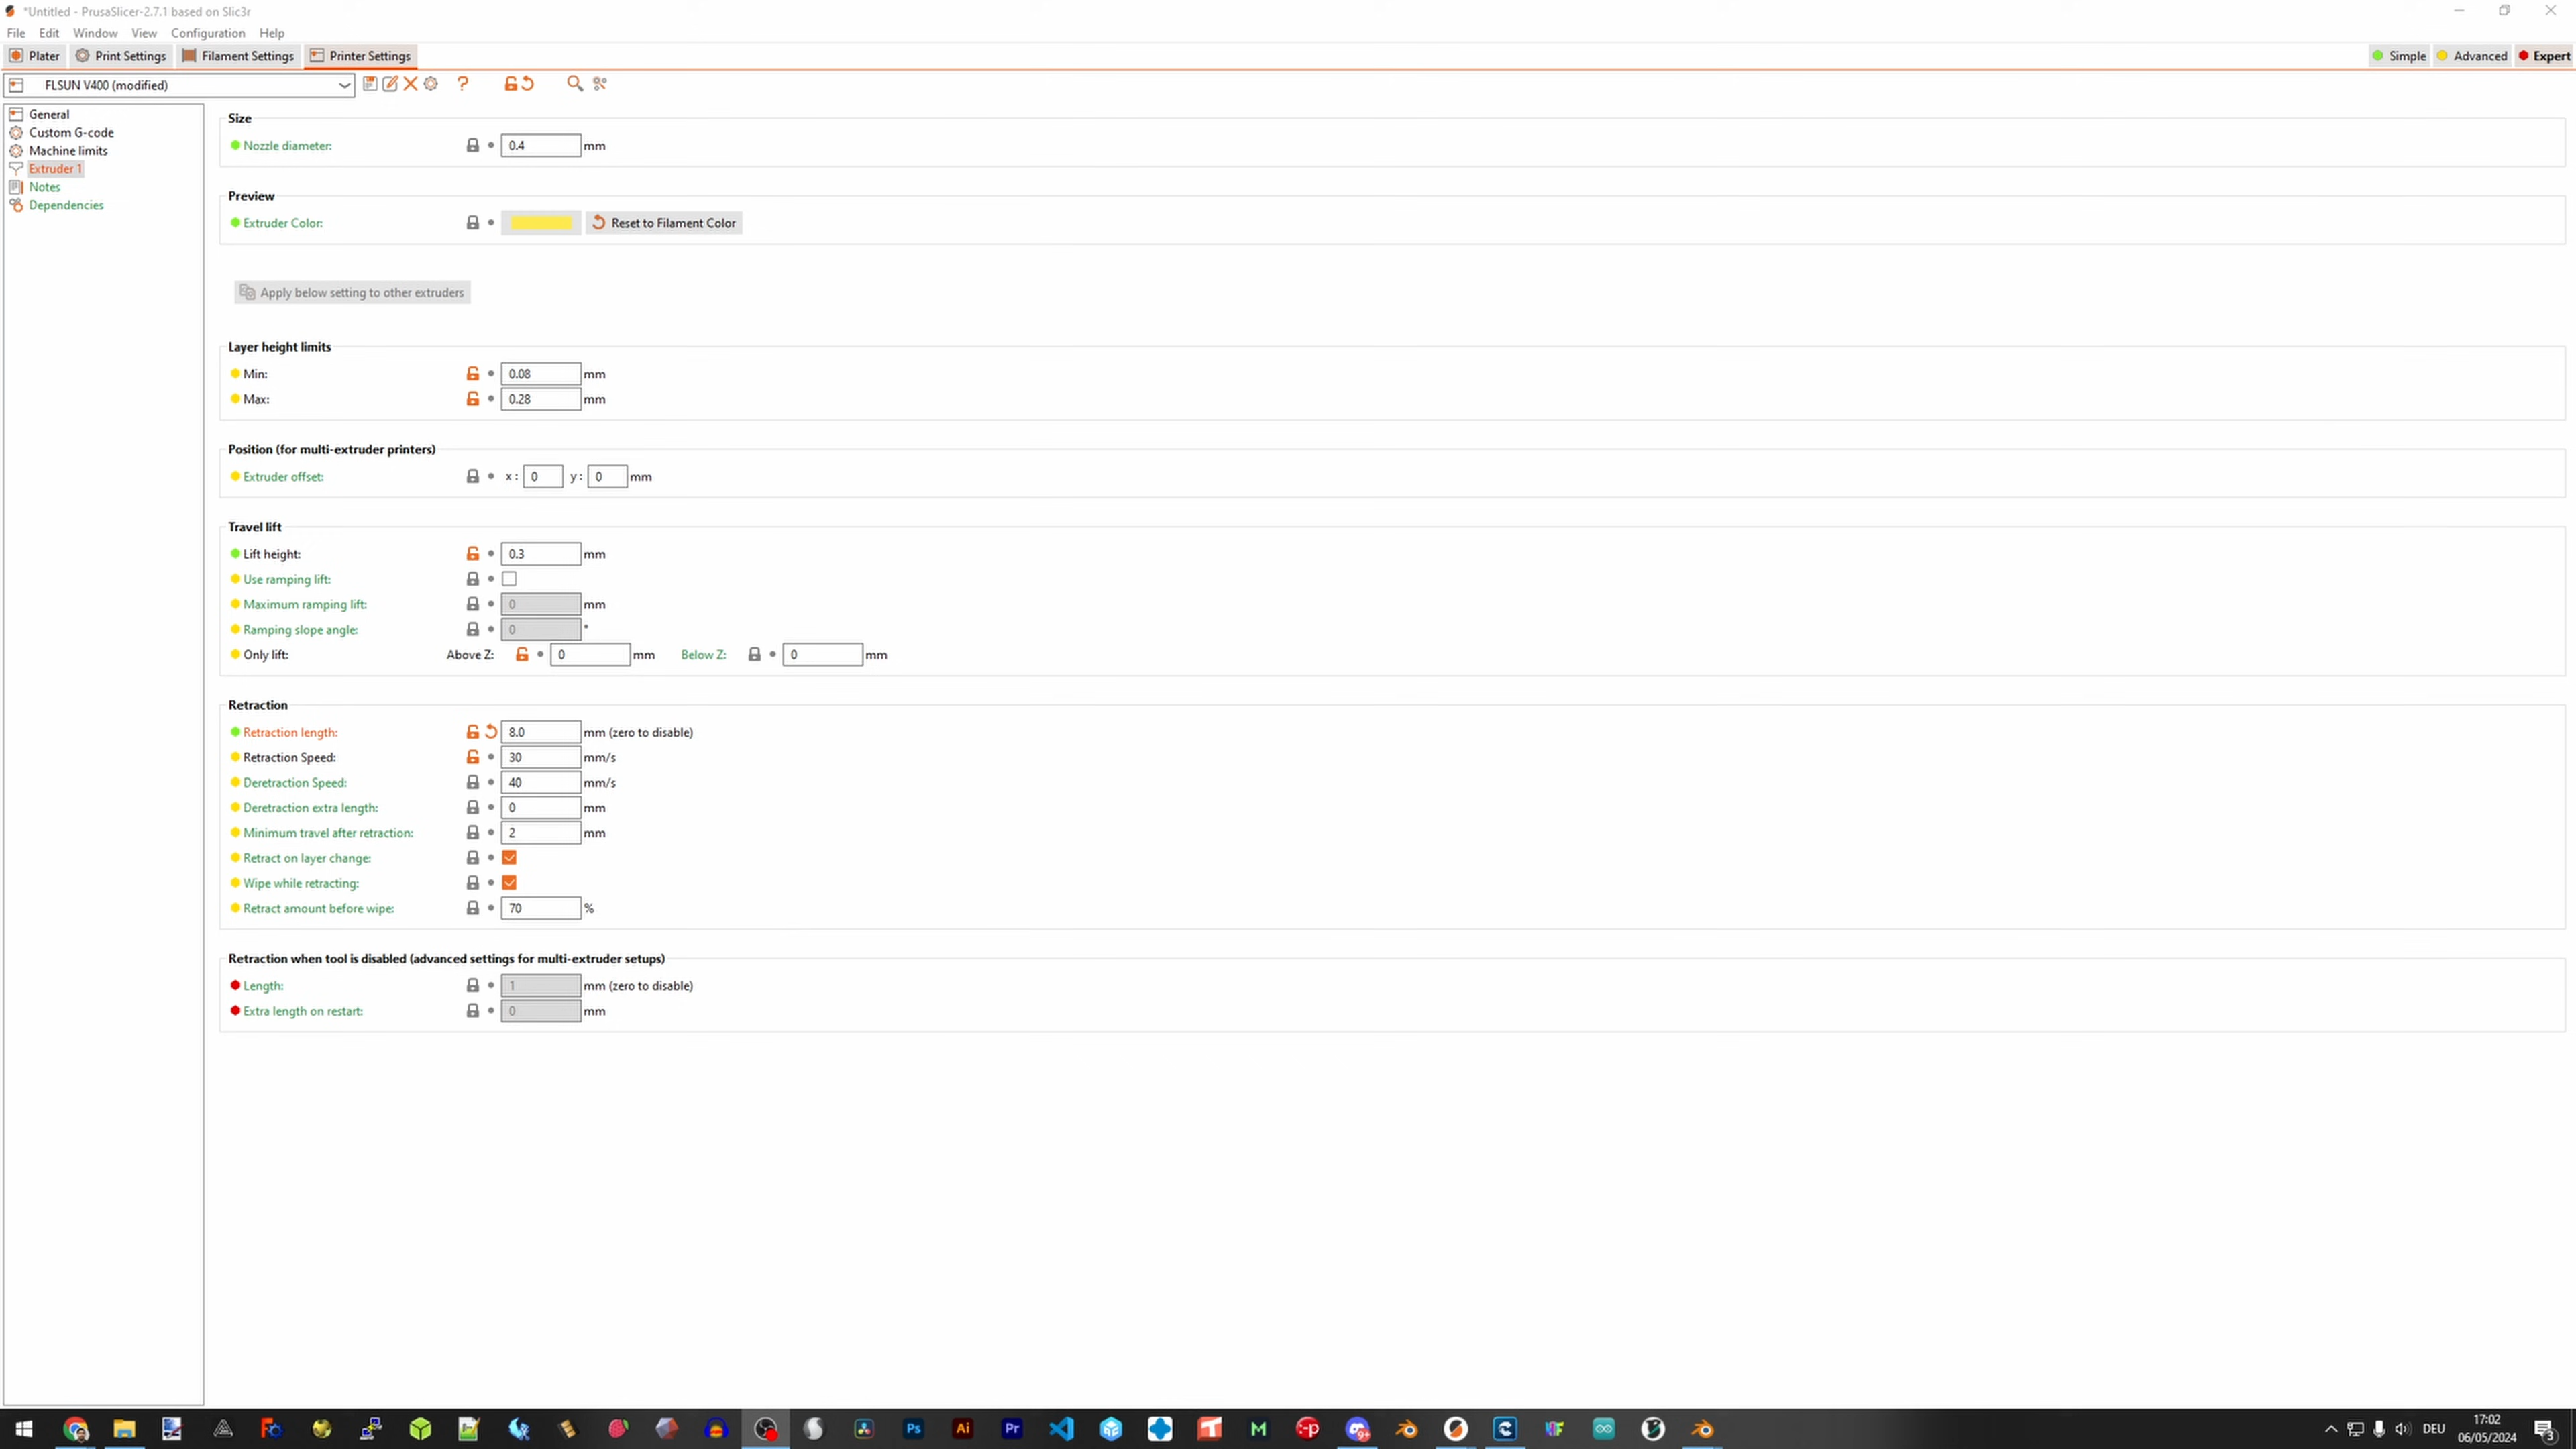 *Untitled - PrusaSlicer-2.7.1 based on Slic3r
File Edit Window View Configuration Help
Plater Print Settings Filament Settings Printer Settings Simple Advanced Expert
FLSUN V400 (modified)
General
Custom G-code
Machine limits
Extruder 1
Notes
Dependencies
Size
Nozzle diameter: 0.4 mm
Preview
Extruder Color: Reset to Filament Color
Apply below setting to other extruders
Layer height limits
Min: 0.08 mm
Max: 0.28 mm
Position (for multi-extruder printers)
Extruder offset: x: 0 y: 0 mm
Travel lift
Lift height: 0.3 mm
Use ramping lift:
Maximum ramping lift: 0 mm
Ramping slope angle: 0 °
Only lift: Above Z: 0 mm Below Z: 0 mm
Retraction
Retraction length: 8.0 mm (zero to disable)
Retraction Speed: 30 mm/s
Deretraction Speed: 40 mm/s
Deretraction extra length: 0 mm
Minimum travel after retraction: 2 mm
Retract on layer change:
Wipe while retracting:
Retract amount before wipe: 70 %
Retraction when tool is disabled (advanced settings for multi-extruder setups)
Length: 1 mm (zero to disable)
Extra length on restart: 0 mm
Ps Ai Pr M 9+ DEU 17:02
06/05/2024 3